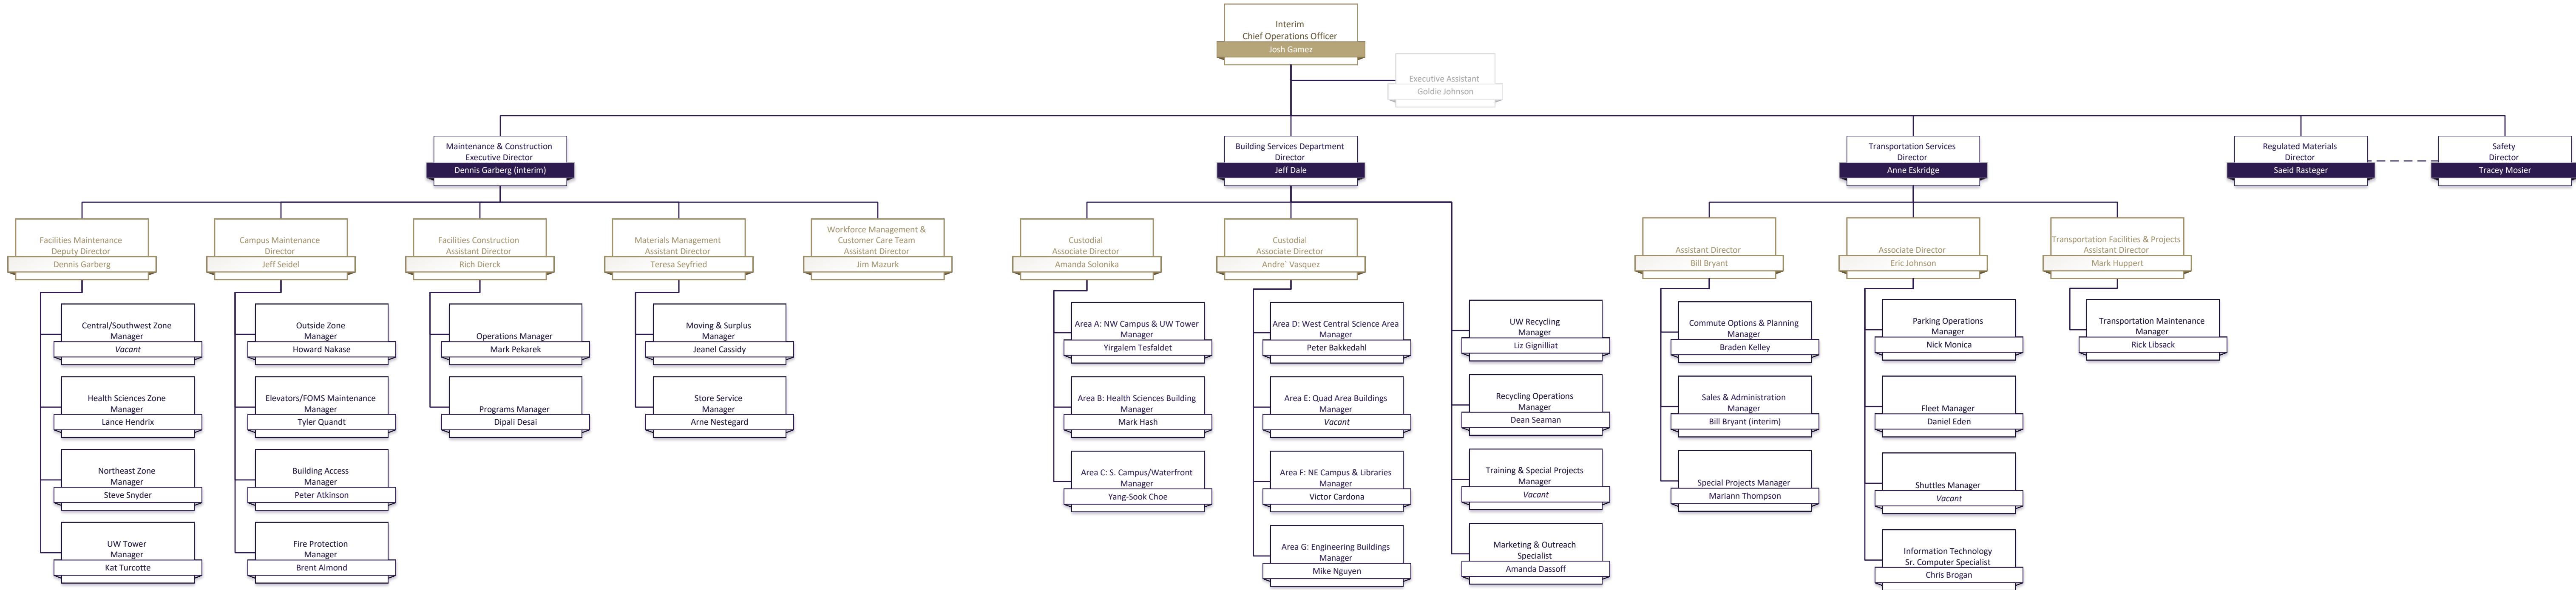 Interim
Chief Operations Officer
Josh Gamez
Executive Assistant
Goldie Johnson
Maintenance & Construction
Executive Director
Dennis Garberg (interim)
Building Services Department
Director
Jeff Dale
Transportation Services
Director
Anne Eskridge
Regulated Materials
Director
Saeid Rasteger
Safety
Director
Tracey Mosier
Facilities Maintenance
Deputy Director
Dennis Garberg
Campus Maintenance
Director
Jeff Seidel
Facilities Construction
Assistant Director
Rich Dierck
Materials Management
Assistant Director
Teresa Seyfried
Workforce Management &
Customer Care Team
Assistant Director
Jim Mazurk
Custodial
Associate Director
Amanda Solonika
Custodial
Associate Director
Andre´ Vasquez
Assistant Director
Bill Bryant
Associate Director
Eric Johnson
Transportation Facilities & Projects
Assistant Director
Mark Huppert
Central/Southwest Zone
Manager
Vacant
Health Sciences Zone
Manager
Lance Hendrix
Northeast Zone
Manager
Steve Snyder
UW Tower
Manager
Kat Turcotte
Outside Zone
Manager
Howard Nakase
Elevators/FOMS Maintenance
Manager
Tyler Quandt
Building Access
Manager
Peter Atkinson
Fire Protection
Manager
Brent Almond
Operations Manager
Mark Pekarek
Programs Manager
Dipali Desai
Moving & Surplus
Manager
Jeanel Cassidy
Store Service
Manager
Arne Nestegard
Area A: NW Campus & UW Tower
Manager
Yirgalem Tesfaldet
Area B: Health Sciences Building
Manager
Mark Hash
Area C: S. Campus/Waterfront
Manager
Yang-Sook Choe
Area D: West Central Science Area
Manager
Peter Bakkedahl
Area E: Quad Area Buildings
Manager
Vacant
Area F: NE Campus & Libraries
Manager
Victor Cardona
Area G: Engineering Buildings
Manager
Mike Nguyen
UW Recycling
Manager
Liz Gignilliat
Recycling Operations
Manager
Dean Seaman
Training & Special Projects
Manager
Vacant
Marketing & Outreach
Specialist
Amanda Dassoff
Commute Options & Planning
Manager
Braden Kelley
Sales & Administration
Manager
Bill Bryant (interim)
Special Projects Manager
Mariann Thompson
Parking Operations
Manager
Nick Monica
Fleet Manager
Daniel Eden
Shuttles Manager
Vacant
Information Technology
Sr. Computer Specialist
Chris Brogan
Transportation Maintenance
Manager
Rick Libsack